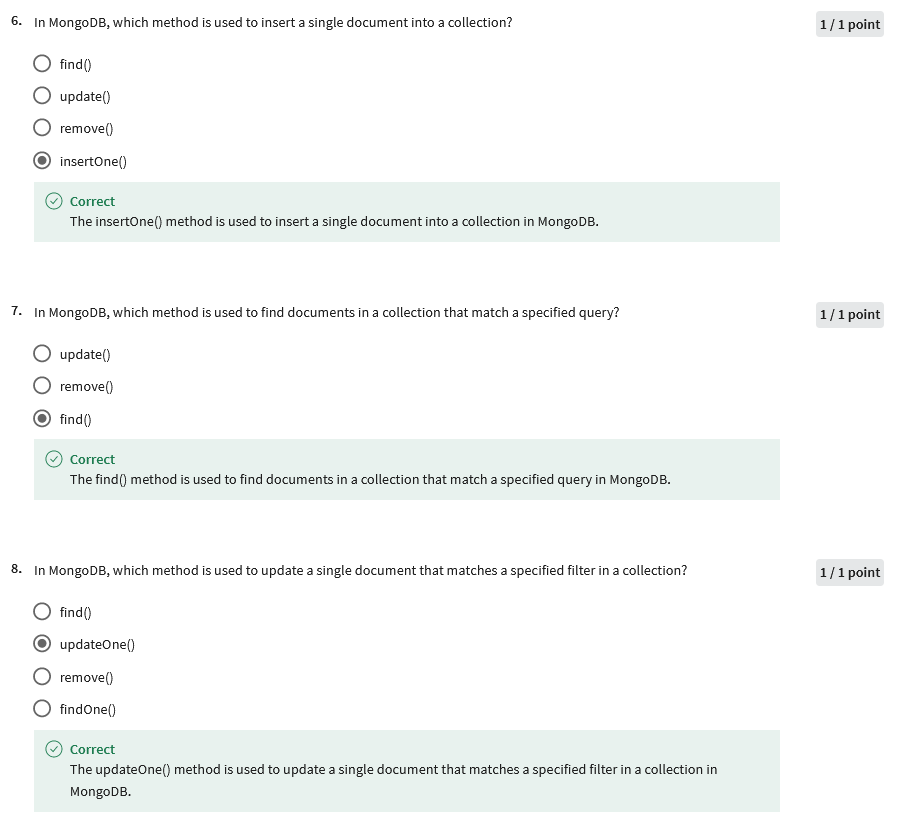 6. In MongoDB, which method is used to insert a single document into a collection? 1 / 1 point
find()
update()
remove()
insertOne()
Correct
The insertOne() method is used to insert a single document into a collection in MongoDB.
7. In MongoDB, which method is used to find documents in a collection that match a specified query? 1 / 1 point
update()
remove()
find()
Correct
The find() method is used to find documents in a collection that match a specified query in MongoDB.
8. In MongoDB, which method is used to update a single document that matches a specified filter in a collection? 1 / 1 point
find()
updateOne()
remove()
findOne()
Correct
The updateOne() method is used to update a single document that matches a specified filter in a collection in
MongoDB.